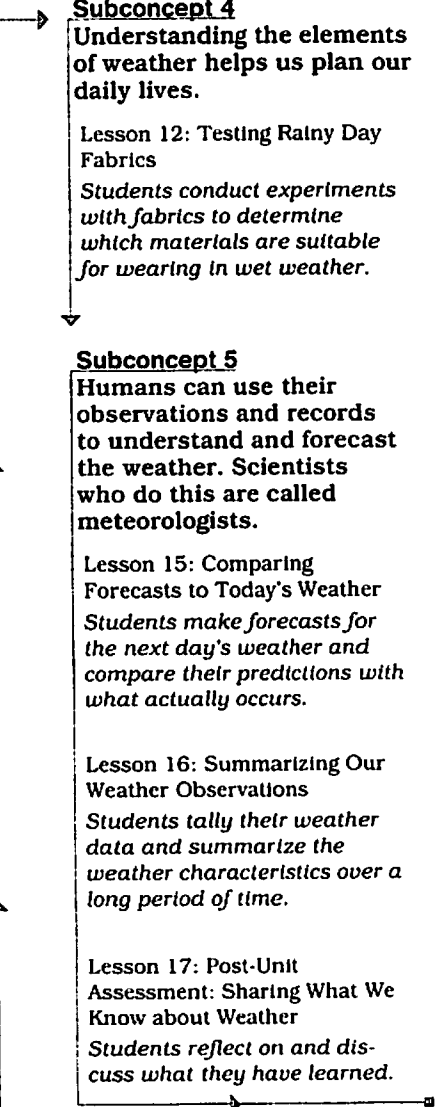 Subconcept 4
Understanding the elements
of weather helps us plan our
daily lives.
Lesson 12: Testing Rainy Day
Fabrics
Students conduct experiments
with fabrics to determine
which materials are suitable
for wearing in wet weather.
Subconcept 5
Humans can use their
observations and records
to understand and forecast
the weather. Scientists
who do this are called
meteorologists.
Lesson 15: Comparing
Forecasts to Today's Weather
Students make forecasts for
the next day's weather and
compare their predictions with
what actually occurs.
Lesson 16: Summarizing Our
Weather Observations
Students tally their weather
data and summarize the
weather characteristics over a
long period of time.
Lesson 17: Post-Unit
Assessment: Sharing What We
Know about Weather
Students reflect on and dis-
cuss what they have learned.